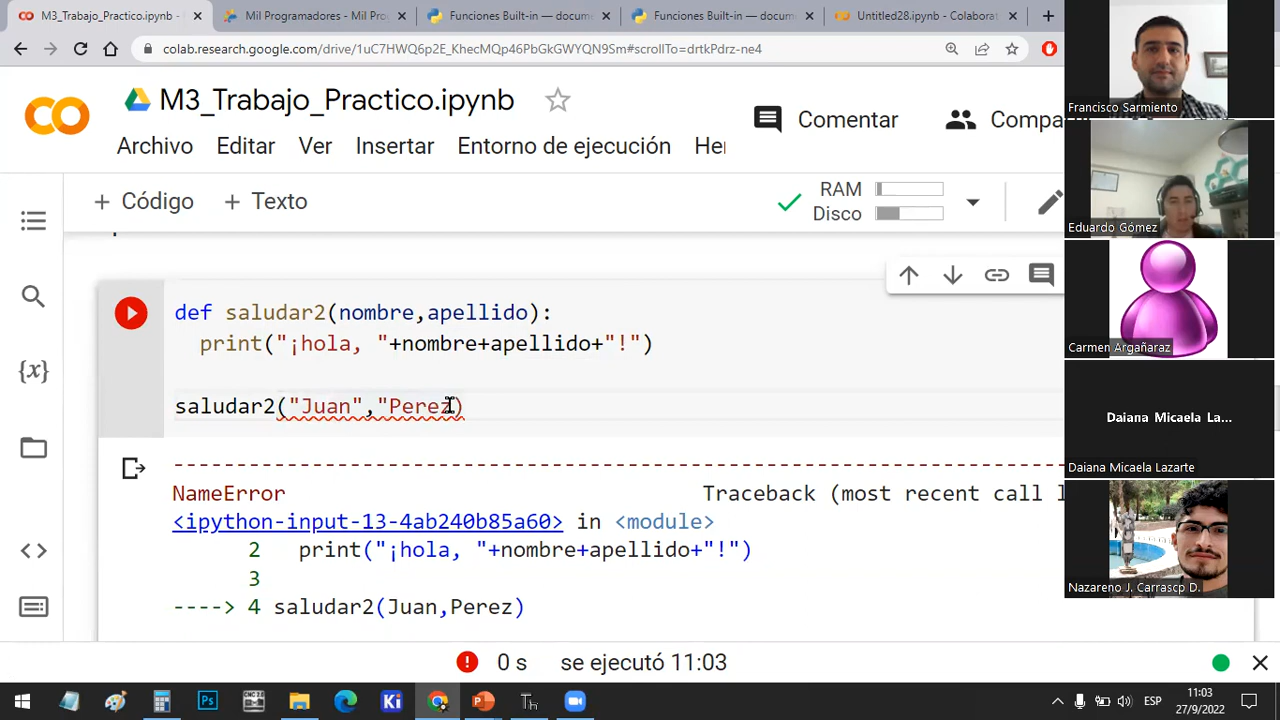 M3_Trabajo_Practico.ipynb -
Mil Programadores - Mil Pro
Funciones Built-in — docum
Funciones Built-in — docum
Untitled28.ipynb - Colabora
colab.research.google.com/drive/1uC7HWQ6p2E_KhecMQp46PbGkGWYQN9Sm#scrollTo=drtkPdrz-ne4
CO
M3_Trabajo_Practico.ipynb
Comentar
Compa
Archivo Editar Ver Insertar Entorno de ejecución Her
+ Código + Texto
RAM
Disco
def saludar2(nombre,apellido):
print("¡hola, "+nombre+apellido+"!")
saludar2("Juan","Perez)
{x}
NameError Traceback (most recent call l
<ipython-input-13-4ab240b85a60> in <module>
2 print("¡hola, "+nombre+apellido+"!")
3
----> 4 saludar2(Juan,Perez)
0 s se ejecutó 11:03
Francisco Sarmiento
Eduardo Gómez
Carmen Argañaraz
Daiana Micaela La...
Daiana Micaela Lazarte
Nazareno J. Carrascp D.
Ps
Ki
Th
ESP
11:03
27/9/2022